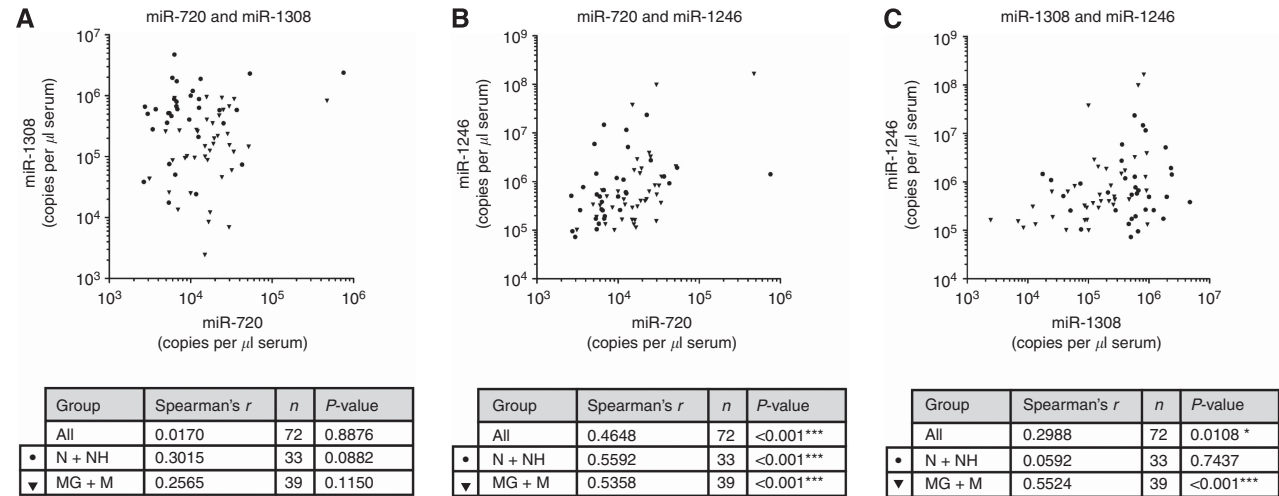 A
miR-720 and miR-1308
10⁷
10⁶
10⁵
10⁴
10³
miR-1308
(copies per μl serum)
10³ 10⁴ 10⁵ 10⁶
miR-720
(copies per μl serum)
Group Spearman's r n P-value
All 0.0170 72 0.8876
• N + NH 0.3015 33 0.0882
▼ MG + M 0.2565 39 0.1150
B
miR-720 and miR-1246
10⁹
10⁸
10⁷
10⁶
10⁵
10⁴
miR-1246
(copies per μl serum)
10³ 10⁴ 10⁵ 10⁶
miR-720
(copies per μl serum)
Group Spearman's r n P-value
All 0.4648 72 <0.001***
• N + NH 0.5592 33 <0.001***
▼ MG + M 0.5358 39 <0.001***
C
miR-1308 and miR-1246
10⁹
10⁸
10⁷
10⁶
10⁵
10⁴
miR-1246
(copies per μl serum)
10³ 10⁴ 10⁵ 10⁶ 10⁷
miR-1308
(copies per μl serum)
Group Spearman's r n P-value
All 0.2988 72 0.0108 *
• N + NH 0.0592 33 0.7437
▼ MG + M 0.5524 39 <0.001***